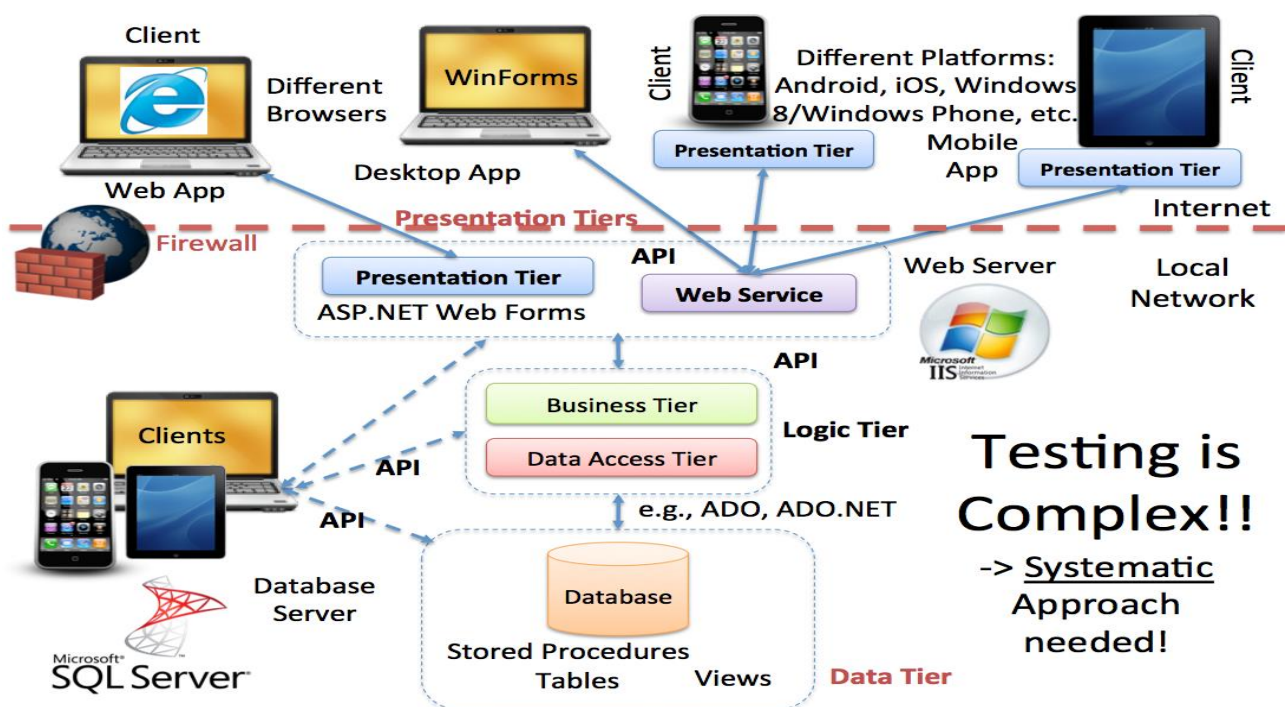 Client
Different
Browsers
Web App
WinForms
Desktop App
Client
Presentation Tier
Different Platforms:
Android, iOS, Windows
8/Windows Phone, etc.
Mobile
App
Client
Presentation Tier
Internet
Presentation Tiers
Firewall
API
Presentation Tier
Web Service
ASP.NET Web Forms
Web Server
Local
Network
Microsoft
IIS Internet
Information
Services
API
Business Tier
Data Access Tier
Logic Tier
Clients
API
API
e.g., ADO, ADO.NET
Database
Server
Microsoft®
SQL Server®
Database
Stored Procedures
Tables
Views
Data Tier
Testing is
Complex!!
-> Systematic
Approach
needed!